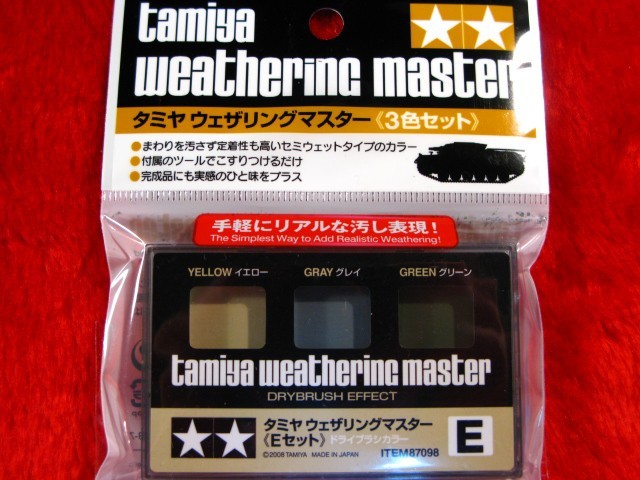 tamiya
weathering master
タミヤ ウェザリングマスター《3色セット》
●まわりを汚さず定着性も高いセミウェットタイプのカラー
●付属のツールでこすりつけるだけ
●完成品にも実感のひと味をプラス
手軽にリアルな汚し表現!
The Simplest Way to Add Realistic Weathering!
YELLOW イエロー GRAY グレイ GREEN グリーン
tamiya weathering master
DRYBRUSH EFFECT
タミヤ ウェザリングマスター
《Eセット》ドライブラシカラー
E
©2008 TAMIYA MADE IN JAPAN ITEM87098